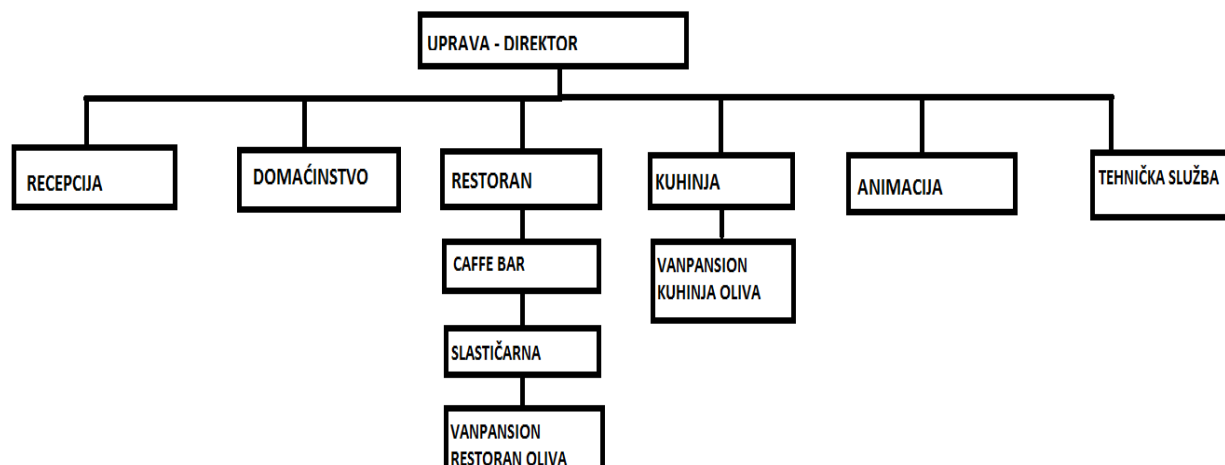 UPRAVA - DIREKTOR
RECEPCIJA
DOMAĆINSTVO
RESTORAN
KUHINJA
ANIMACIJA
TEHNIČKA SLUŽBA
CAFFE BAR
VANPANSION
KUHINJA OLIVA
SLASTIČARNA
VANPANSION
RESTORAN OLIVA